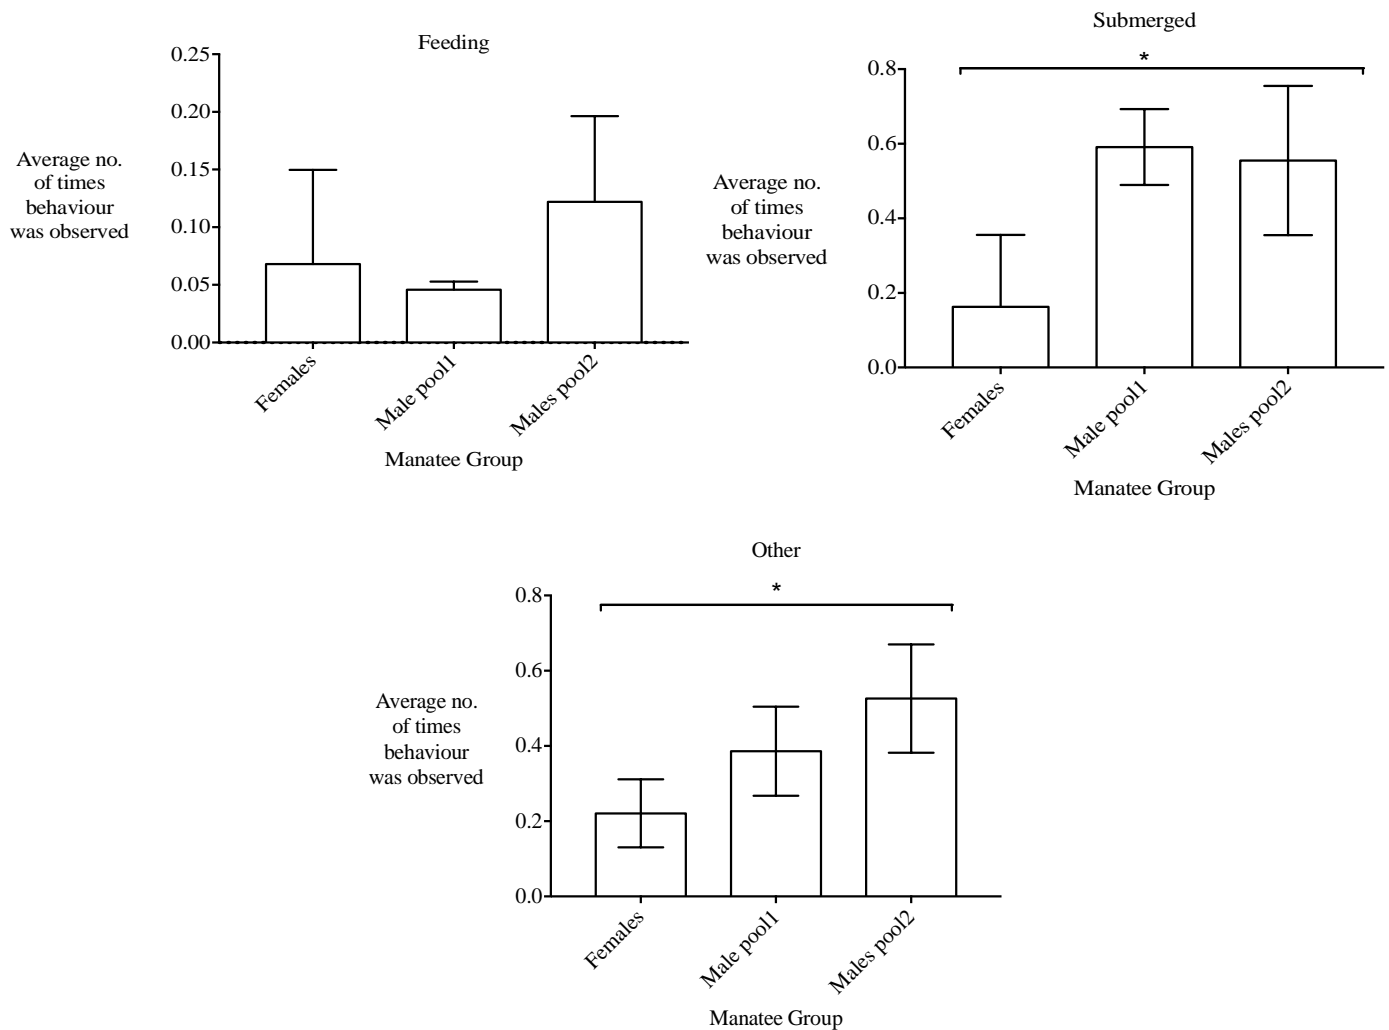 Feeding
0.25
0.20
0.15
0.10
0.05
0.00
Average no.
of times
behaviour
was observed
Females
Male pool1
Males pool2
Manatee Group
Submerged
*
0.8
0.6
0.4
0.2
0.0
Average no.
of times
behaviour
was observed
Females
Male pool1
Males pool2
Manatee Group
Other
*
0.8
0.6
0.4
0.2
0.0
Average no.
of times
behaviour
was observed
Females
Male pool1
Males pool2
Manatee Group